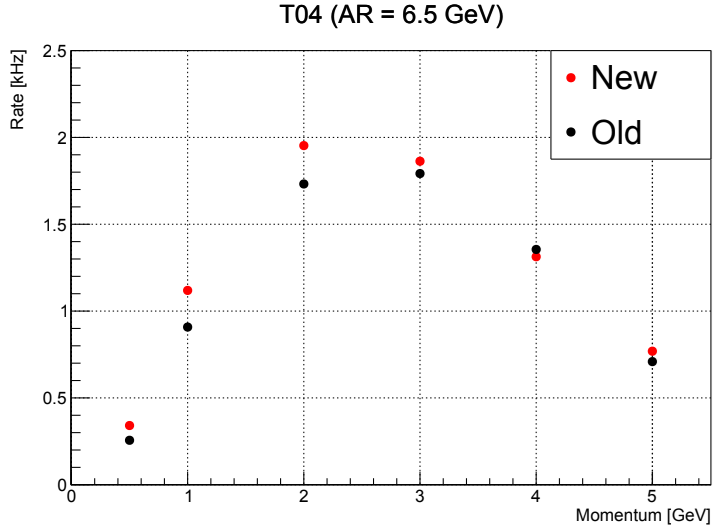 T04 (AR = 6.5 GeV)
Rate [kHz]
2.5
2
1.5
1
0.5
0
New
Old
0 1 2 3 4 5
Momentum [GeV]